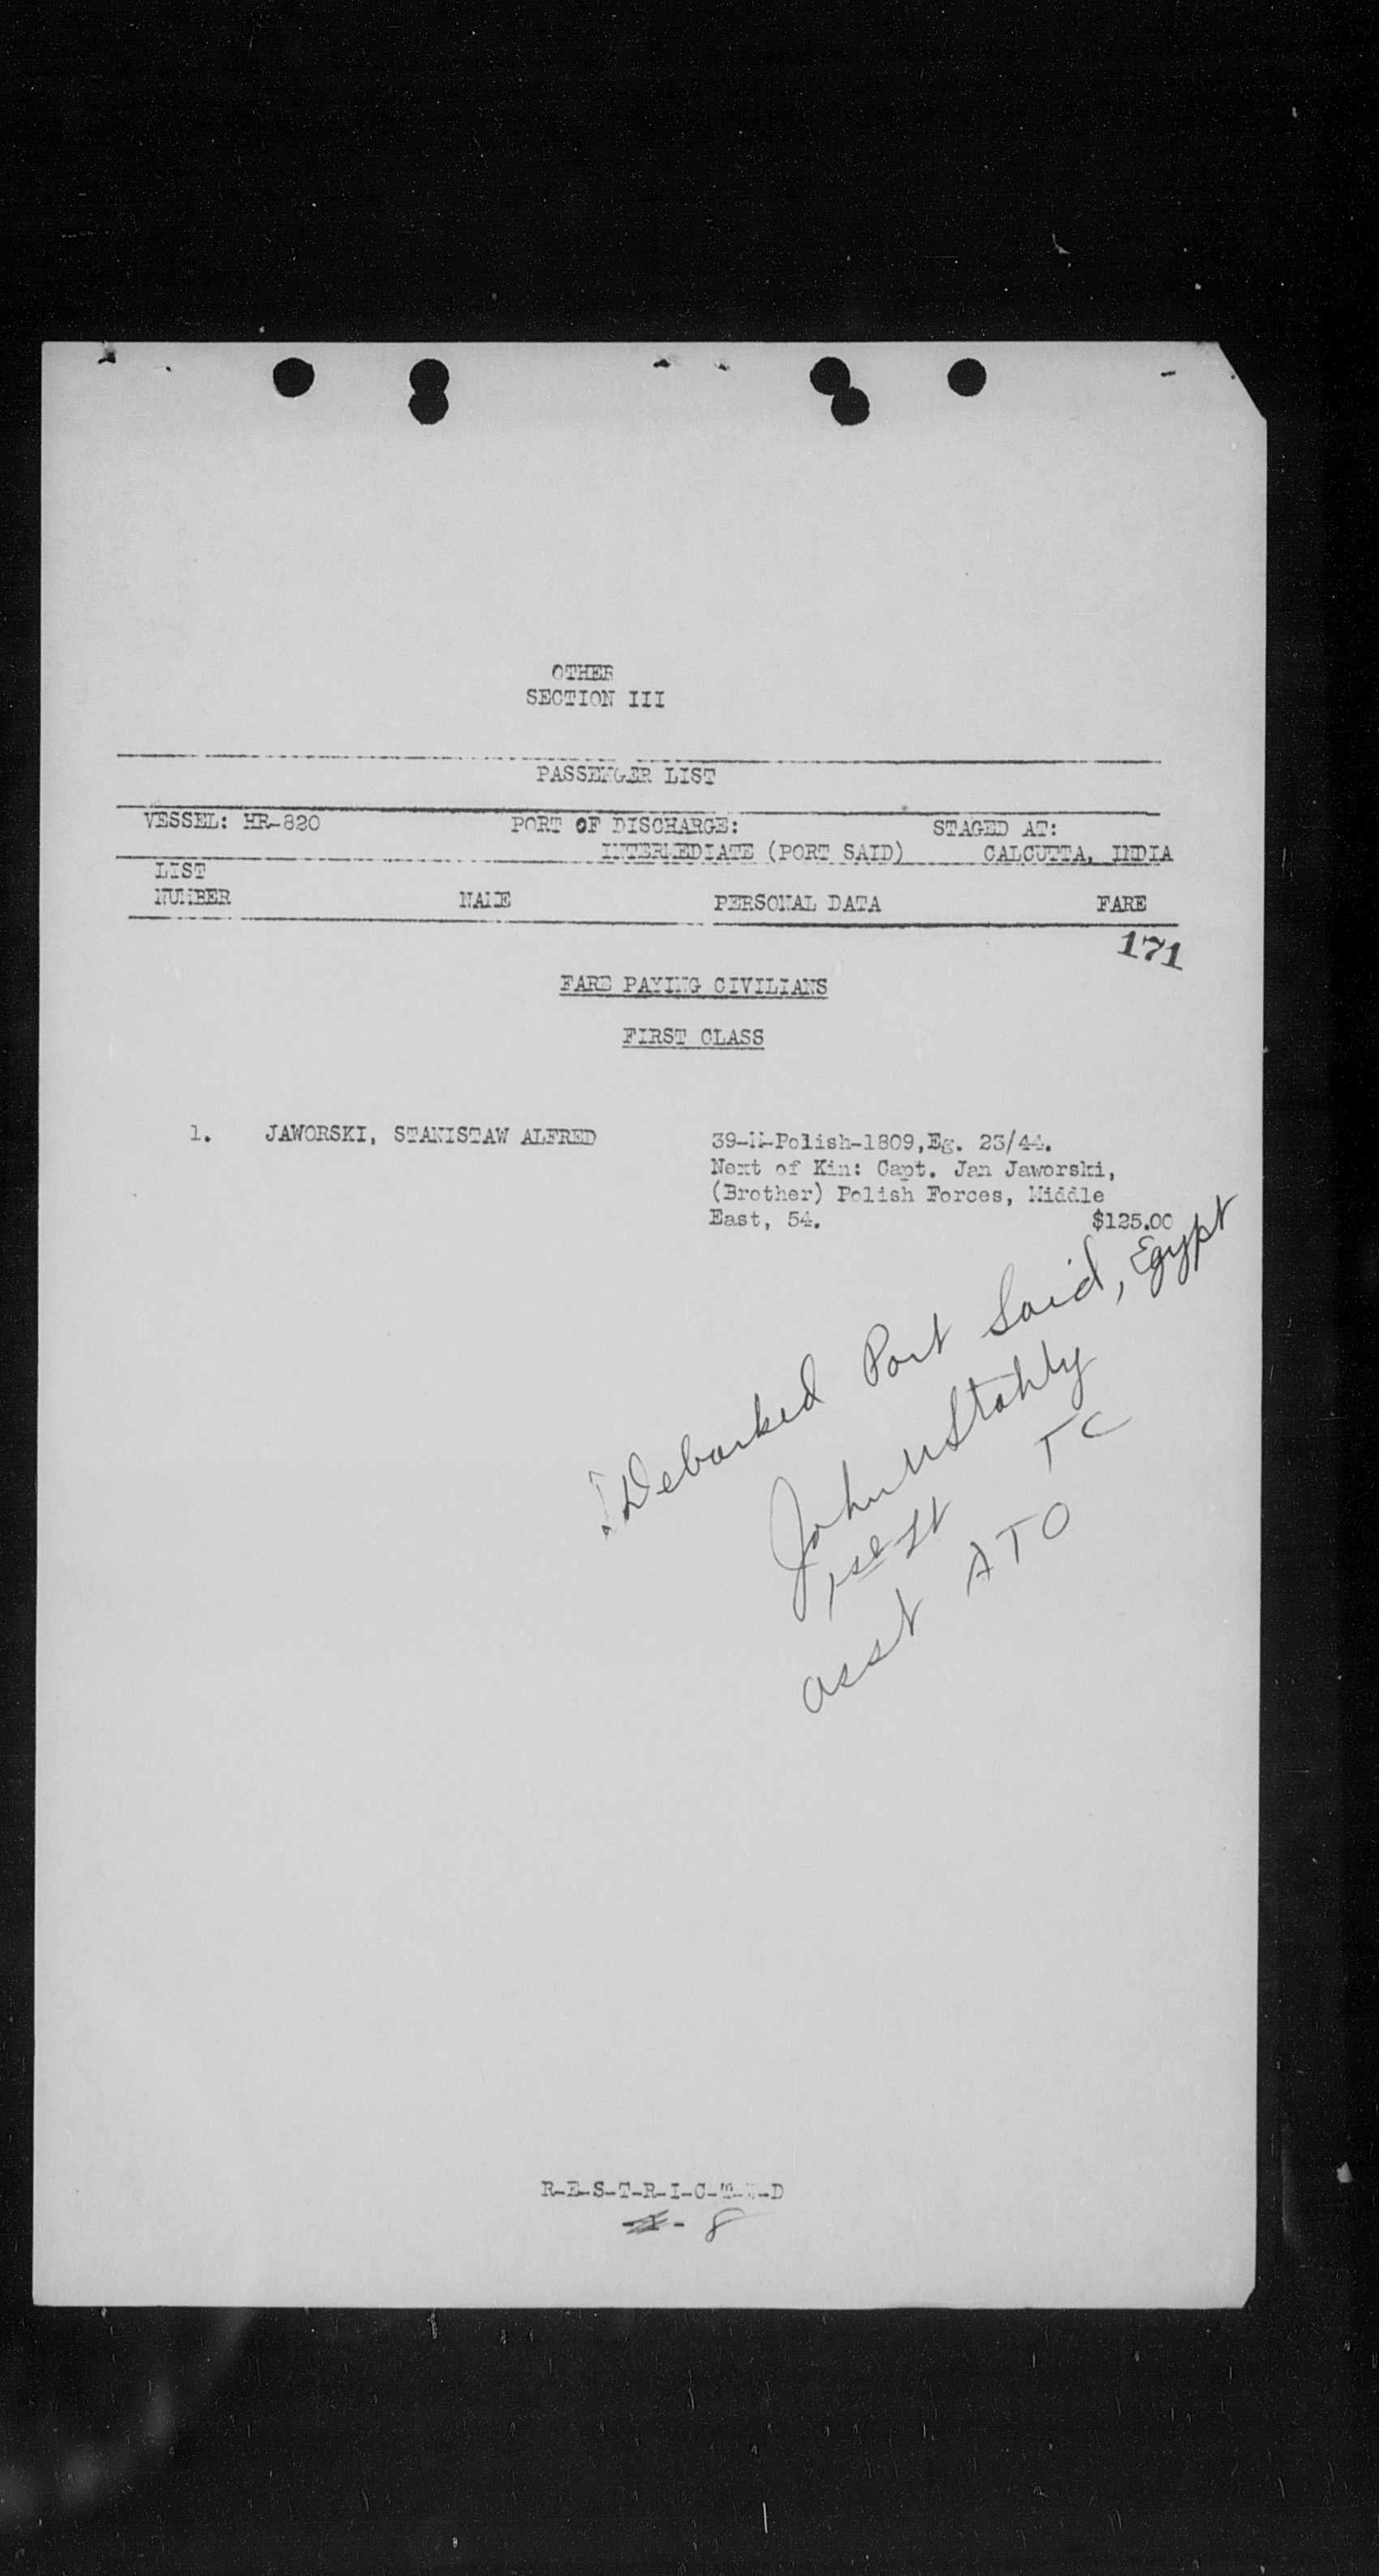 OTHER
SECTION III
PASSENGER LIST
VESSEL: HR-820 PORT OF DISCHARGE: STAGED AT:
INTERMEDIATE (PORT SAID) CALCUTTA, INDIA
LIST
NUMBER NAME PERSONAL DATA FARE
171
FARE PAYING CIVILIANS
FIRST CLASS
1. JAWORSKI, STANISTAW ALFRED 39-M-Polish-1809,Eg. 23/44.
Next of Kin: Capt. Jan Jaworski,
(Brother) Polish Forces, Middle
East, 54. $125.00
Debarked Port Said, Egypt
John Stahly
1st Lt TC
asst ATO
R-E-S-T-R-I-C-T-E-D
- 8